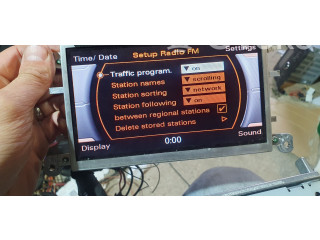 Time/ Date Setup Radio FM Settings
Traffic program. on
Station names scrolling
Station sorting network
Station following on
between regional stations
Delete stored stations
Display 0:00 Sound